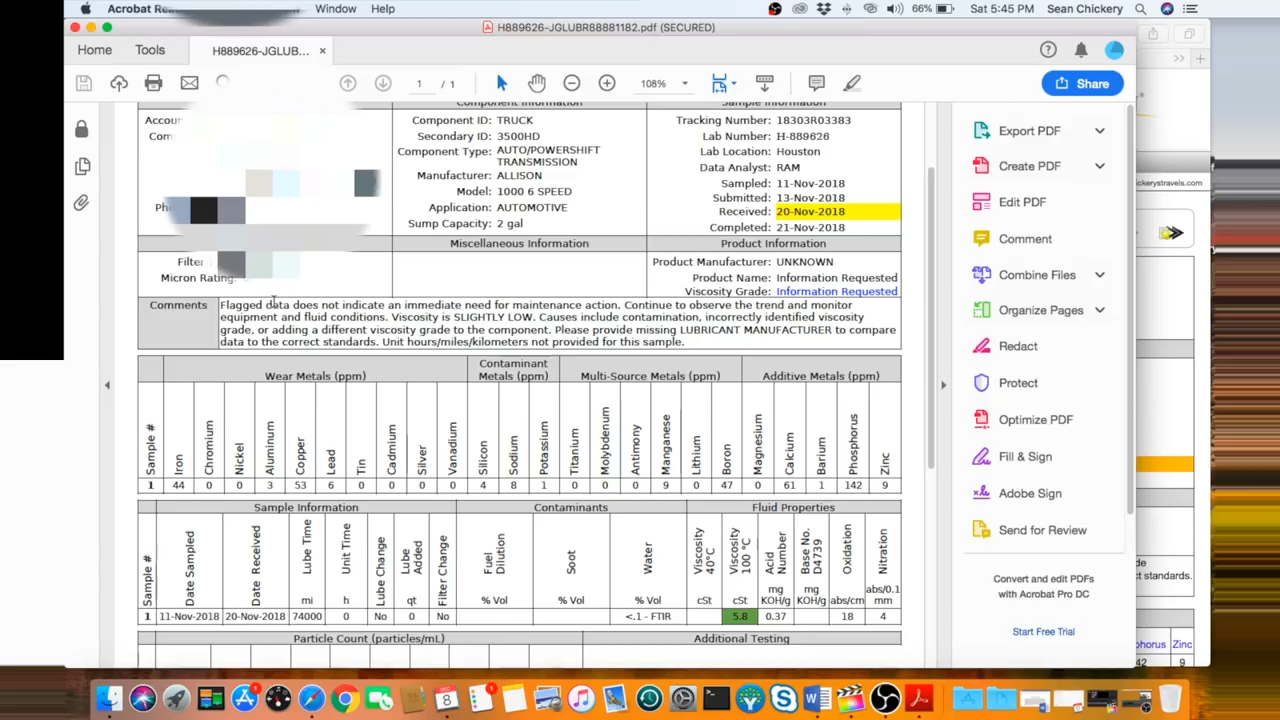 Acrobat Rea
Window Help
66% Sat 5:45 PM Sean Chickery
H889626-JGLUBR88881182.pdf (SECURED)
Home Tools H889626-JGLUB... ×
1 / 1 108% Share
Component Information Sample Information
Accou Component ID: TRUCK Tracking Number: 18303R03383
Com Secondary ID: 3500HD Lab Number: H-889626
Component Type: AUTO/POWERSHIFT Lab Location: Houston
TRANSMISSION Data Analyst: RAM
Manufacturer: ALLISON Sampled: 11-Nov-2018
Model: 1000 6 SPEED Submitted: 13-Nov-2018
Ph Application: AUTOMOTIVE Received: 20-Nov-2018
Sump Capacity: 2 gal Completed: 21-Nov-2018
Miscellaneous Information Product Information
Filter Product Manufacturer: UNKNOWN
Micron Rating: Product Name: Information Requested
Viscosity Grade: Information Requested
Comments Flagged data does not indicate an immediate need for maintenance action. Continue to observe the trend and monitor
equipment and fluid conditions. Viscosity is SLIGHTLY LOW. Causes include contamination, incorrectly identified viscosity
grade, or adding a different viscosity grade to the component. Please provide missing LUBRICANT MANUFACTURER to compare
data to the correct standards. Unit hours/miles/kilometers not provided for this sample.
Wear Metals (ppm) Contaminant Metals (ppm) Multi-Source Metals (ppm) Additive Metals (ppm)
Sample # Iron Chromium Nickel Aluminum Copper Lead Tin Cadmium Silver Vanadium Silicon Sodium Potassium Titanium Molybdenum Antimony Manganese Lithium Boron Magnesium Calcium Barium Phosphorus Zinc
1 44 0 0 3 53 6 0 0 0 0 4 8 1 0 0 0 9 0 47 0 61 1 142 9
Sample Information Contaminants Fluid Properties
Sample # Date Sampled Date Received Lube Time Unit Time Lube Change Lube Added Filter Change Fuel Dilution Soot Water Viscosity 40°C Viscosity 100 °C Acid Number Base No. D4739 Oxidation Nitration
mi h qt % Vol % Vol % Vol cSt cSt mg KOH/g mg KOH/g abs/cm abs/0.1 mm
1 11-Nov-2018 20-Nov-2018 74000 0 No 0 No <.1 - FTIR 5.8 0.37 18 4
Particle Count (particles/mL) Additional Testing
Export PDF
Create PDF
Edit PDF
Comment
Combine Files
Organize Pages
Redact
Protect
Optimize PDF
Fill & Sign
Adobe Sign
Send for Review
Convert and edit PDFs
with Acrobat Pro DC
Start Free Trial
ckerystravels.com
de
ct standards.
phorus Zinc
42 9